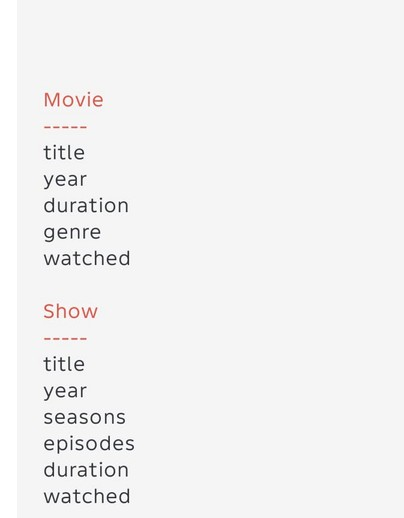 Movie
-----
title
year
duration
genre
watched
Show
-----
title
year
seasons
episodes
duration
watched